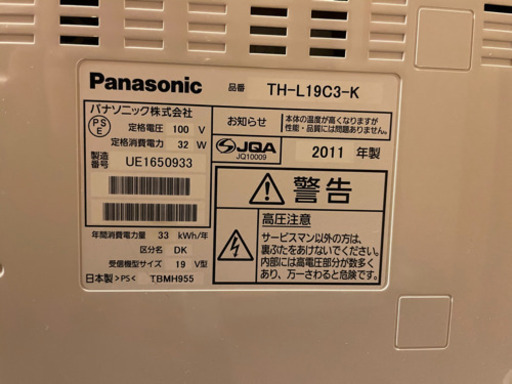 Panasonic
品番 TH-L19C3-K
パナソニック株式会社
PS
E
定格電圧 100 V
定格消費電力 32 W
製造
番号 UE1650933
お知らせ
本体の温度が高くなりますが
性能・品質には問題ありません。
JQA
JQ10009
2011 年製
警告
高圧注意
サービスマン以外の方は、
裏ぶたをあけないでください。
内部には高電圧部分が数多く
あり、万一さわると危険です。
年間消費電力量 33 kWh/年
区分名 DK
受信機型サイズ 19 V型
日本製 >PS< TBMH955